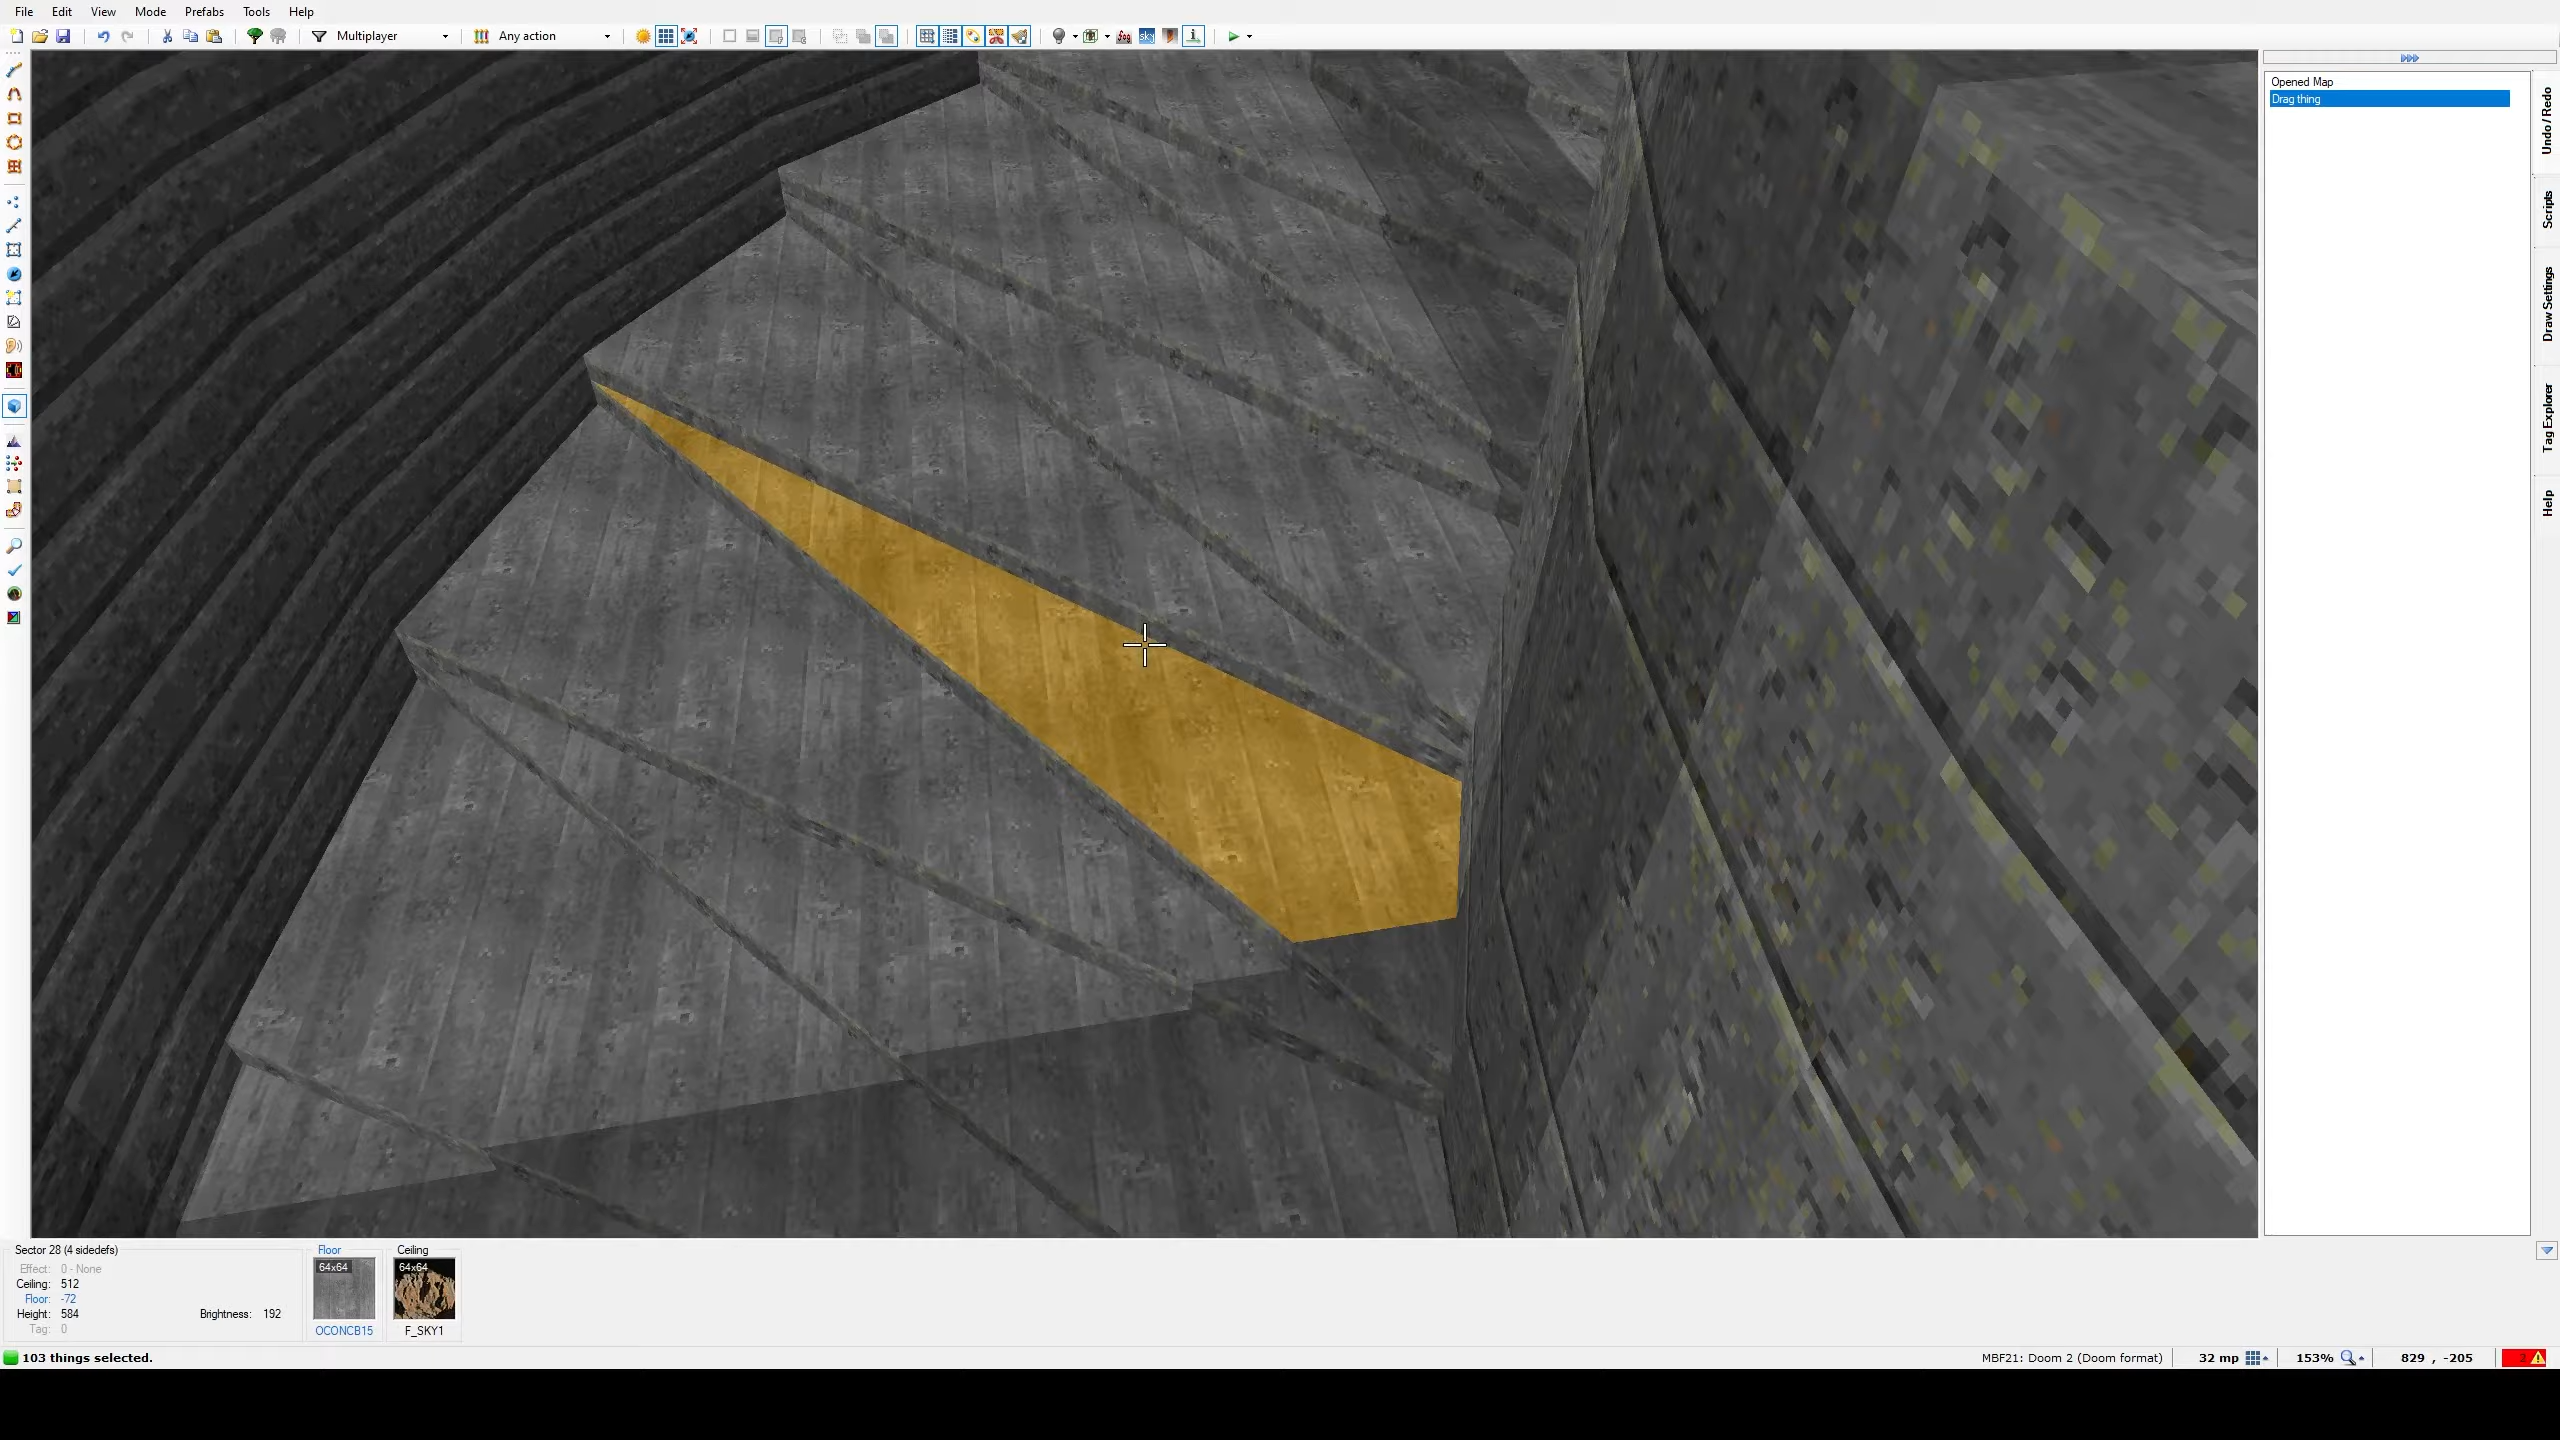 File Edit View Mode Prefabs Tools Help
Multiplayer Any action
Opened Map
Drag thing
Undo / Redo
Scripts
Draw Settings
Tag Explorer
Help
Sector 28 (4 sidedefs)
Effect: 0 - None
Ceiling: 512
Floor: -72
Height: 584 Brightness: 192
Tag: 0
Floor
64x64
OCONCB15
Ceiling
64x64
F_SKY1
103 things selected.
MBF21: Doom 2 (Doom format) 32 mp 153% 829 , -205 2